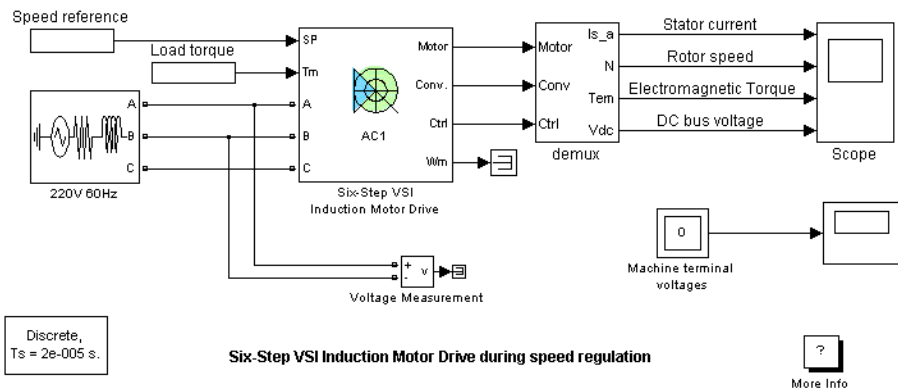 Speed reference
Load torque
SP
Tm
A
B
C
Motor
Conv.
Ctrl
Wm
AC1
Six-Step VSI
Induction Motor Drive
A
B
C
220V 60Hz
Motor
Conv
Ctrl
Is_a
N
Tem
Vdc
demux
Stator current
Rotor speed
Electromagnetic Torque
DC bus voltage
Scope
+
-
v
Voltage Measurement
0
Machine terminal
voltages
Discrete,
Ts = 2e-005 s.
Six-Step VSI Induction Motor Drive during speed regulation
?
More Info